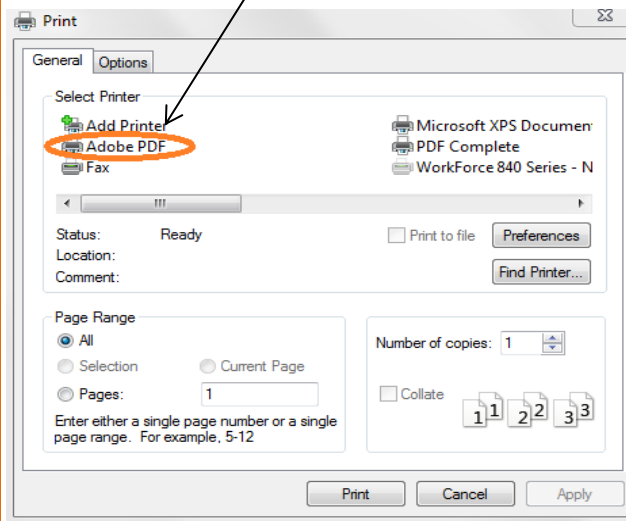 Print
General Options
Select Printer
Add Printer Microsoft XPS Documen
Adobe PDF PDF Complete
Fax WorkForce 840 Series - N
Status: Ready Print to file Preferences
Location:
Comment: Find Printer...
Page Range
All Number of copies: 1
Selection Current Page
Pages: 1 Collate
1 1 2 2 3 3
Enter either a single page number or a single
page range. For example, 5-12
Print Cancel Apply